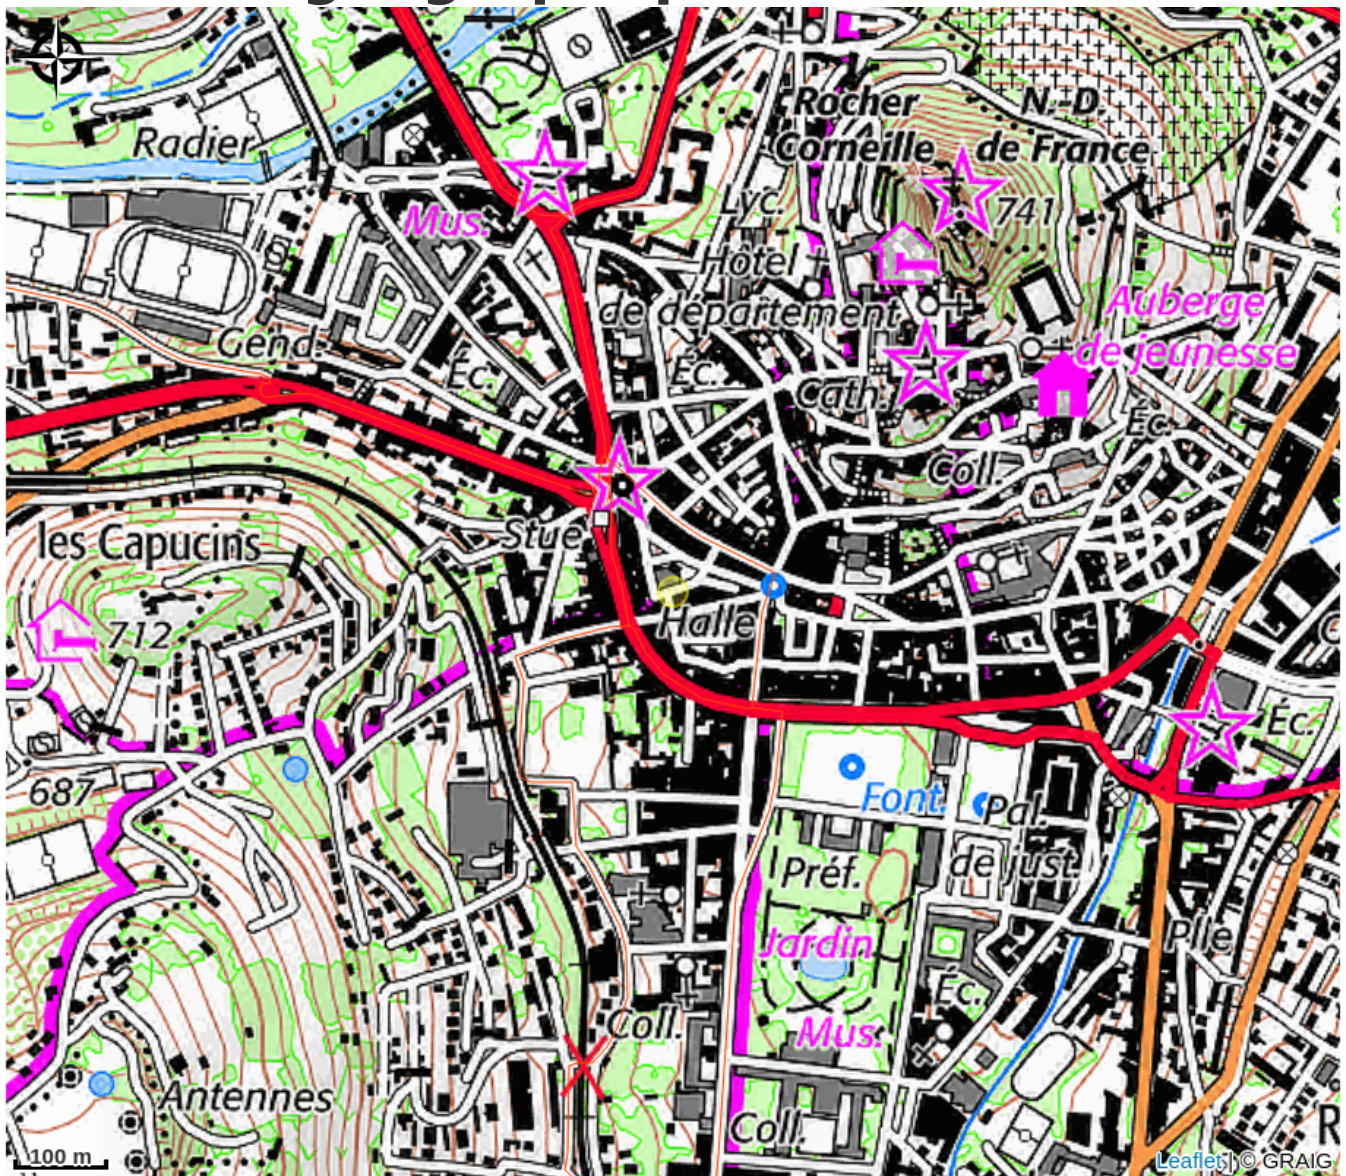 Radier
Rocher
Corneille
N.-D.
de France
741
Mus.
Lyc.
Hôtel
de département
Auberge
de jeunesse
Gend.
Éc.
Éc.
Cath.
Éc.
Coll.
Stue
les Capucins
712
Halle
687
Éc.
Font.
Pal.
de just.
Préf.
Jardin
Plle
Éc.
Mus.
Coll.
Antennes
Coll.
R
100 m
Leaflet | © GRAIG